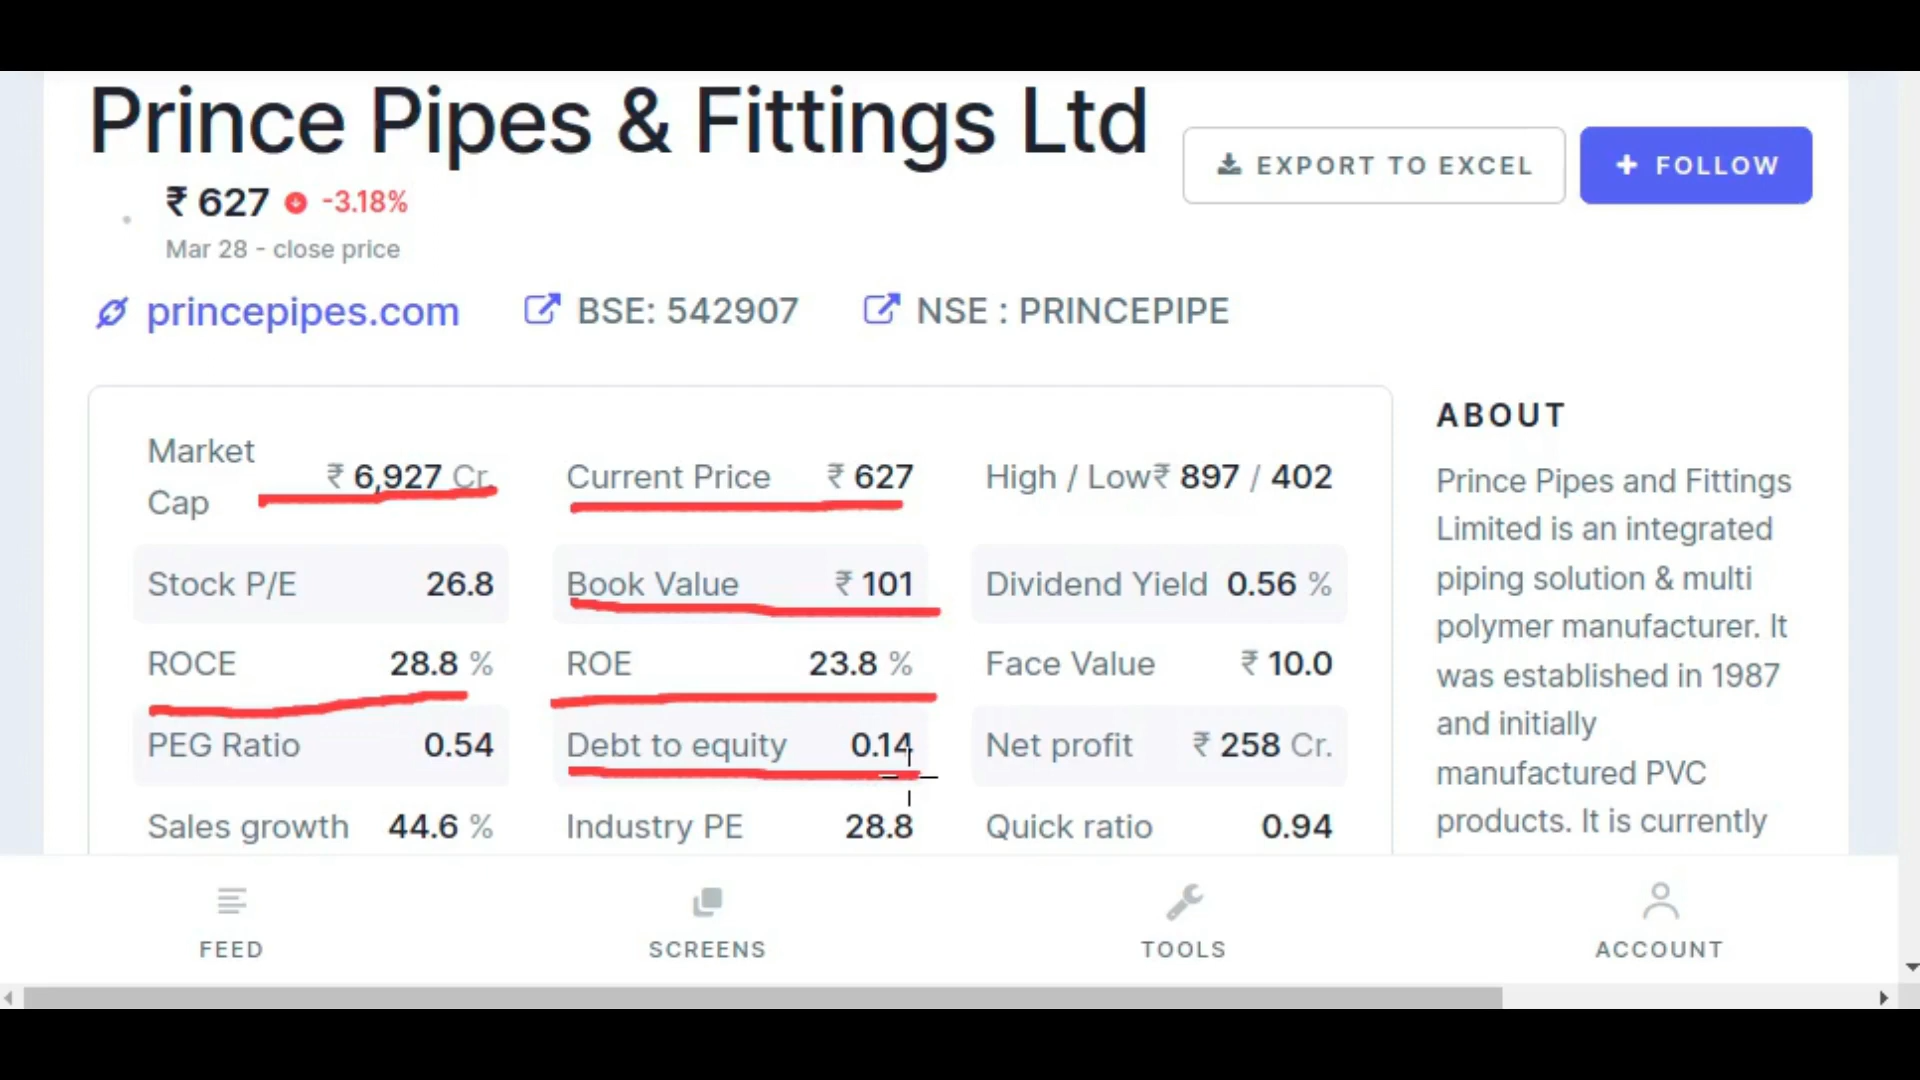 Prince Pipes & Fittings Ltd
EXPORT TO EXCEL
+ FOLLOW
₹ 627 -3.18%
Mar 28 - close price
princepipes.com BSE: 542907 NSE : PRINCEPIPE
Market Cap ₹ 6,927 Cr.
Current Price ₹ 627
High / Low ₹ 897 / 402
Stock P/E 26.8
Book Value ₹ 101
Dividend Yield 0.56 %
ROCE 28.8 %
ROE 23.8 %
Face Value ₹ 10.0
PEG Ratio 0.54
Debt to equity 0.14
Net profit ₹ 258 Cr.
Sales growth 44.6 %
Industry PE 28.8
Quick ratio 0.94
ABOUT
Prince Pipes and Fittings
Limited is an integrated
piping solution & multi
polymer manufacturer. It
was established in 1987
and initially
manufactured PVC
products. It is currently
FEED
SCREENS
TOOLS
ACCOUNT